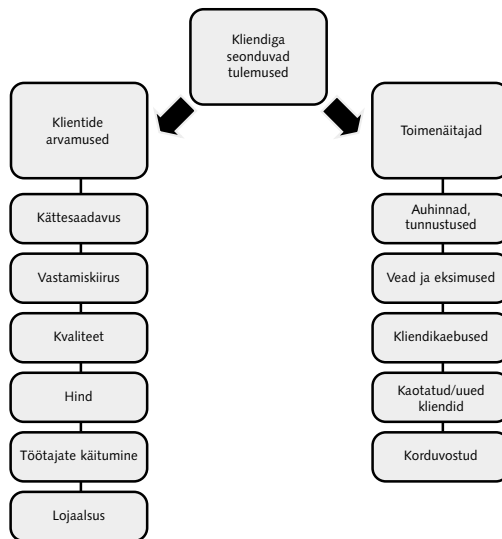 Kliendiga
seonduvad
tulemused
Klientide
arvamused
Kättesaadavus
Vastamiskiirus
Kvaliteet
Hind
Töötajate käitumine
Lojaalsus
Toimenäitajad
Auhinnad,
tunnustused
Vead ja eksimused
Kliendikaebused
Kaotatud/uued
kliendid
Korduvostud